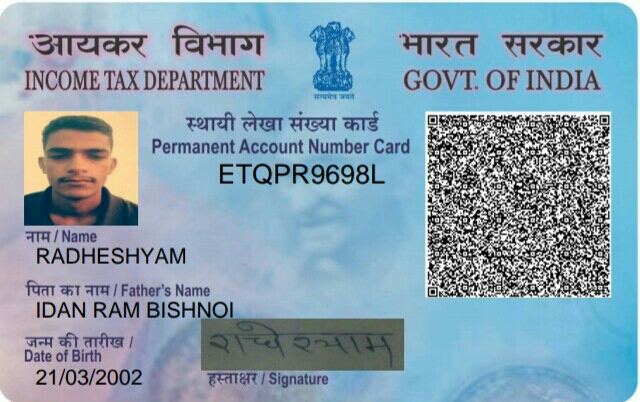 आयकर विभाग
INCOME TAX DEPARTMENT
सत्यमेव जयते
भारत सरकार
GOVT. OF INDIA
स्थायी लेखा संख्या कार्ड
Permanent Account Number Card
ETQPR9698L
नाम / Name
RADHESHYAM
पिता का नाम / Father's Name
IDAN RAM BISHNOI
जन्म की तारीख /
Date of Birth
21/03/2002
राधेश्याम
हस्ताक्षर / Signature